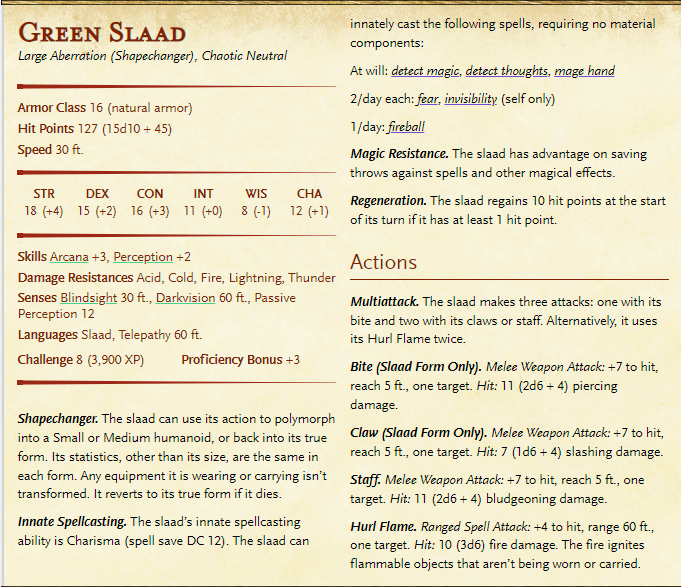 Green Slaad
Large Aberration (Shapechanger), Chaotic Neutral
Armor Class 16 (natural armor)
Hit Points 127 (15d10 + 45)
Speed 30 ft.
STR DEX CON INT WIS CHA
18 (+4) 15 (+2) 16 (+3) 11 (+0) 8 (-1) 12 (+1)
Skills Arcana +3, Perception +2
Damage Resistances Acid, Cold, Fire, Lightning, Thunder
Senses Blindsight 30 ft., Darkvision 60 ft., Passive
Perception 12
Languages Slaad, Telepathy 60 ft.
Challenge 8 (3,900 XP) Proficiency Bonus +3
Shapechanger. The slaad can use its action to polymorph
into a Small or Medium humanoid, or back into its true
form. Its statistics, other than its size, are the same in
each form. Any equipment it is wearing or carrying isn't
transformed. It reverts to its true form if it dies.
Innate Spellcasting. The slaad's innate spellcasting
ability is Charisma (spell save DC 12). The slaad can
innately cast the following spells, requiring no material
components:
At will: detect magic, detect thoughts, mage hand
2/day each: fear, invisibility (self only)
1/day: fireball
Magic Resistance. The slaad has advantage on saving
throws against spells and other magical effects.
Regeneration. The slaad regains 10 hit points at the start
of its turn if it has at least 1 hit point.
Actions
Multiattack. The slaad makes three attacks: one with its
bite and two with its claws or staff. Alternatively, it uses
its Hurl Flame twice.
Bite (Slaad Form Only). Melee Weapon Attack: +7 to hit,
reach 5 ft., one target. Hit: 11 (2d6 + 4) piercing
damage.
Claw (Slaad Form Only). Melee Weapon Attack: +7 to hit,
reach 5 ft., one target. Hit: 7 (1d6 + 4) slashing damage.
Staff. Melee Weapon Attack: +7 to hit, reach 5 ft., one
target. Hit: 11 (2d6 + 4) bludgeoning damage.
Hurl Flame. Ranged Spell Attack: +4 to hit, range 60 ft.,
one target. Hit: 10 (3d6) fire damage. The fire ignites
flammable objects that aren't being worn or carried.